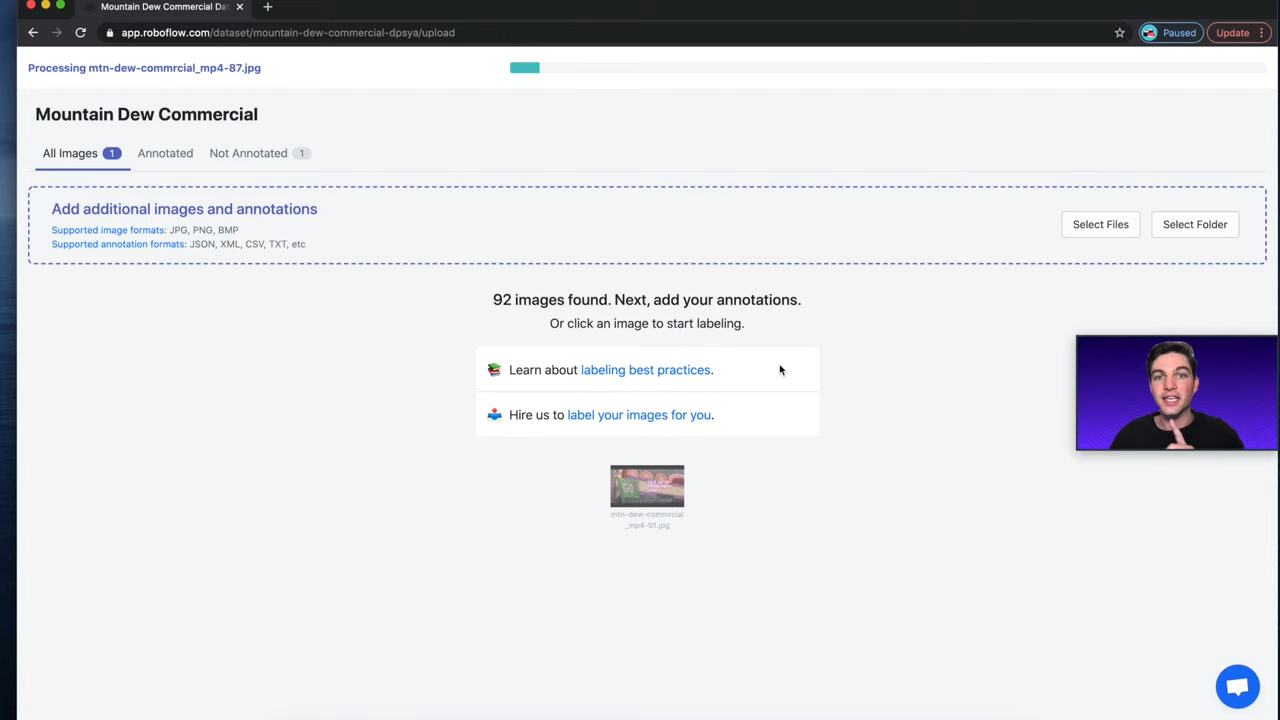 Mountain Dew Commercial Da
app.roboflow.com/dataset/mountain-dew-commercial-dpsya/upload
Paused
Update
Processing mtn-dew-commrcial_mp4-87.jpg
Mountain Dew Commercial
All Images 1
Annotated
Not Annotated 1
Add additional images and annotations
Supported image formats: JPG, PNG, BMP
Supported annotation formats: JSON, XML, CSV, TXT, etc
Select Files
Select Folder
92 images found. Next, add your annotations.
Or click an image to start labeling.
Learn about labeling best practices.
Hire us to label your images for you.
mtn-dew-commrcial
_mp4-91.jpg